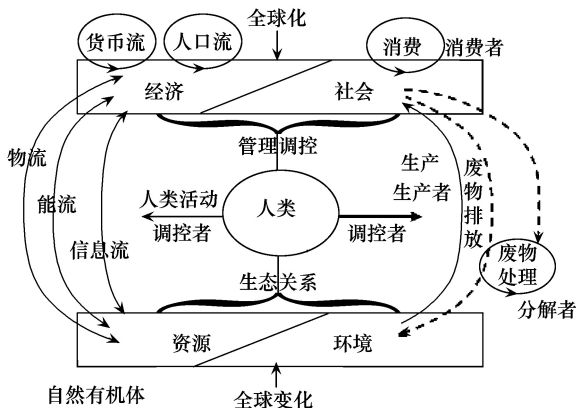 全球化
货币流
人口流
消费
消费者
经济
社会
管理调控
物流
能流
信息流
人类活动
调控者
人类
调控者
生产
生产者
废物排放
废物
处理
分解者
生态关系
资源
环境
自然有机体
全球变化